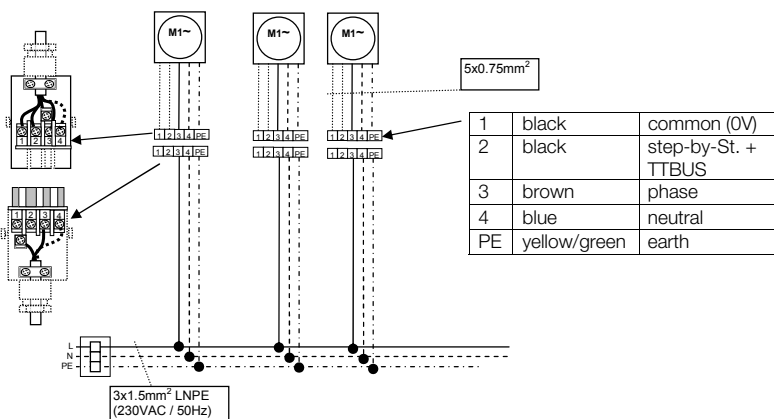 M1~ M1~ M1~
5x0.75mm²
1 black common (0V)
2 black step-by-St. +
TTBUS
3 brown phase
4 blue neutral
PE yellow/green earth
1 2 3 4
1 2 3 4 PE 1 2 3 4 PE 1 2 3 4 PE
1 2 3 4 PE 1 2 3 4 PE 1 2 3 4 PE
1 2 3 4
L
N
PE
3x1.5mm² LNPE
(230VAC / 50Hz)